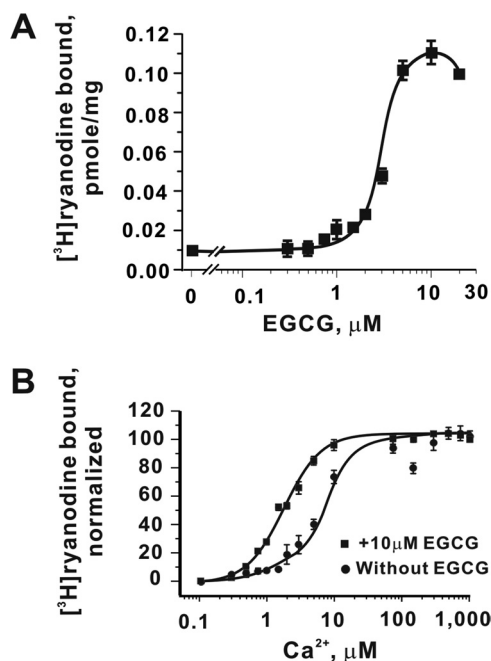 A
[³H]ryanodine bound,
pmole/mg
0.12
0.10
0.08
0.06
0.04
0.02
0.00
0 0.1 1 10 30
EGCG, μM
B
[³H]ryanodine bound,
normalized
120
100
80
60
40
20
0
+10μM EGCG
Without EGCG
0.1 1 10 100 1,000
Ca²⁺, μM